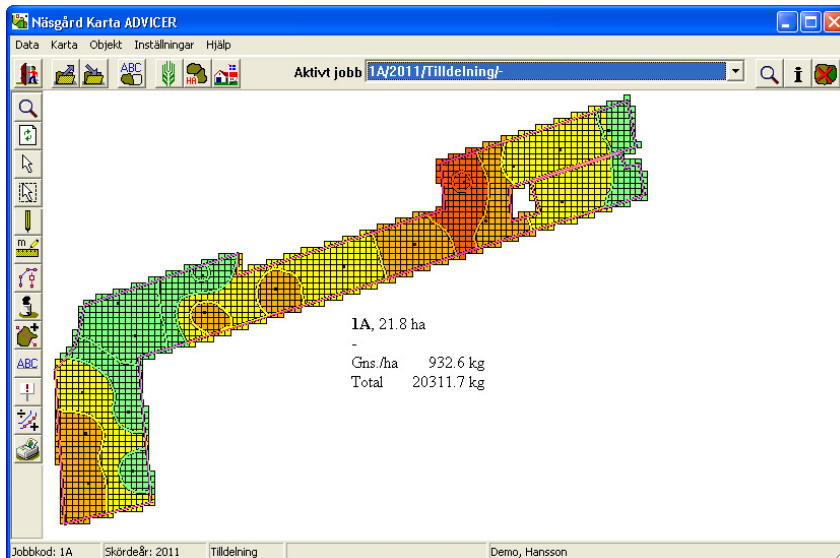 Näsgård Karta ADVICER
Data Karta Objekt Inställningar Hjälp
ABC HA Aktivt jobb 1A/2011/Tilldelning/- i
m
ABC
1A, 21.8 ha
-
Gns./ha 932.6 kg
Total 20311.7 kg
Jobbkod: 1A Skördeår: 2011 Tilldelning Demo, Hansson